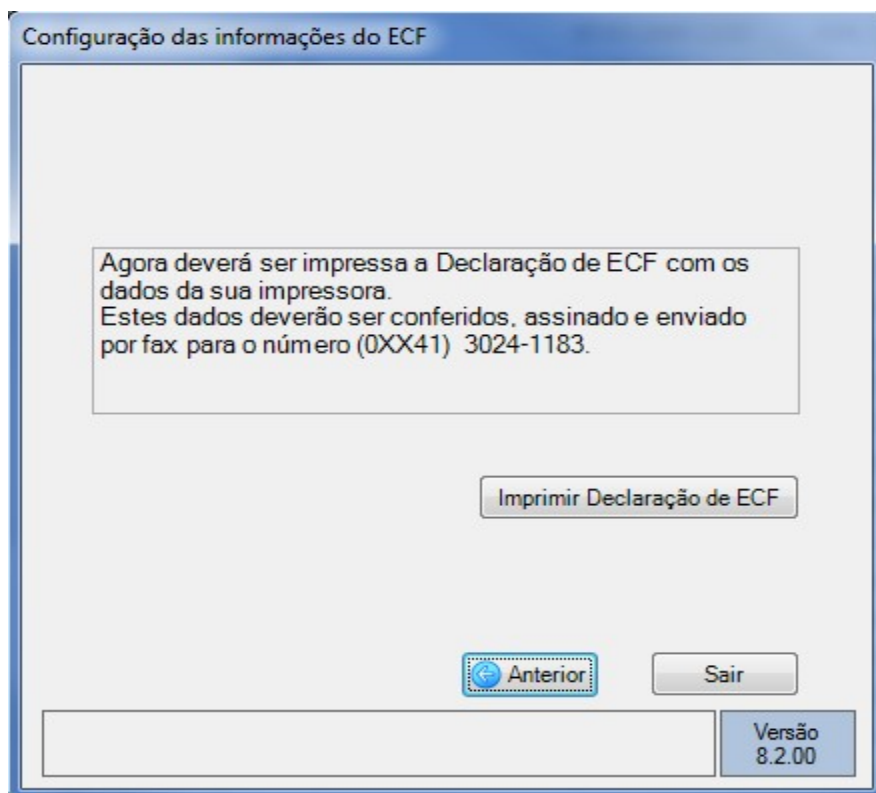 Configuração das informações do ECF
Agora deverá ser impressa a Declaração de ECF com os
dados da sua impressora.
Estes dados deverão ser conferidos, assinado e enviado
por fax para o número (0XX41) 3024-1183.
Imprimir Declaração de ECF
Anterior
Sair
Versão
8.2.00